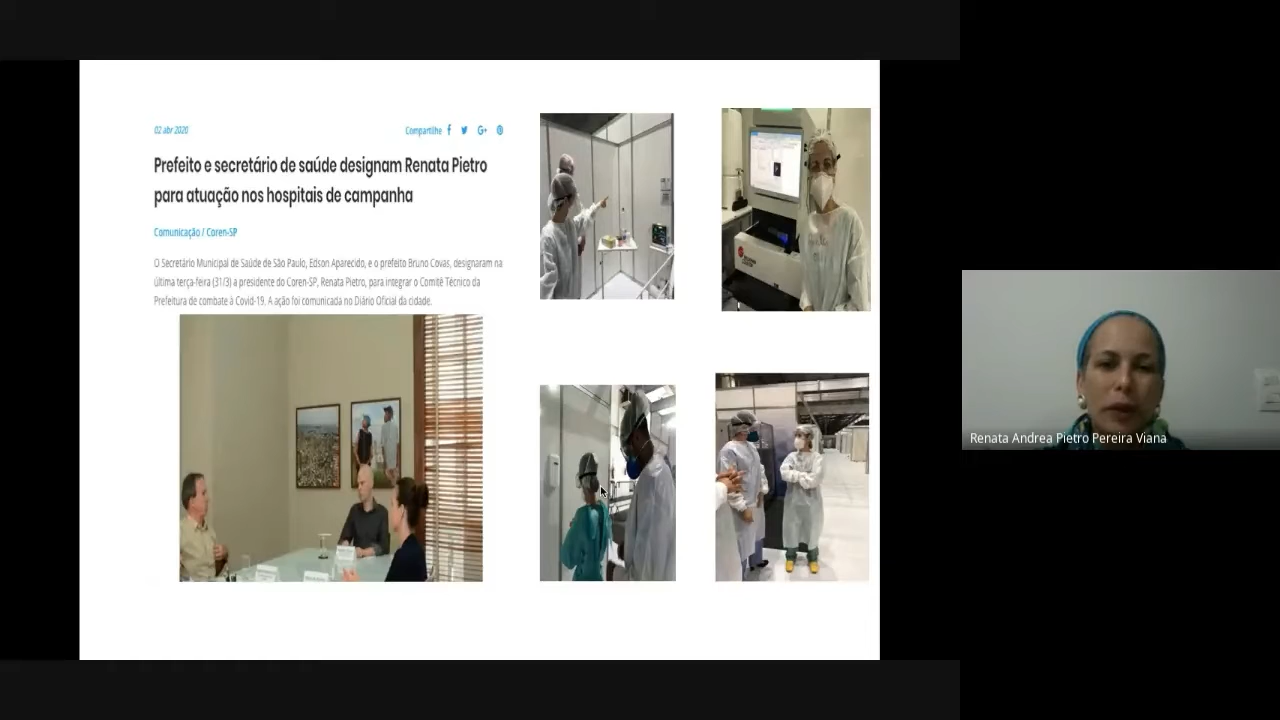 02 abr 2020
Compartilhe
Prefeito e secretário de saúde designam Renata Pietro
para atuação nos hospitais de campanha
Comunicação / Coren-SP
O Secretário Municipal de Saúde de São Paulo, Edson Aparecido, e o prefeito Bruno Covas, designaram na
última terça-feira (31/3) a presidente do Coren-SP, Renata Pietro, para integrar o Comitê Técnico da
Prefeitura de combate à Covid-19. A ação foi comunicada no Diário Oficial da cidade.
Renata Andrea Pietro Pereira Viana